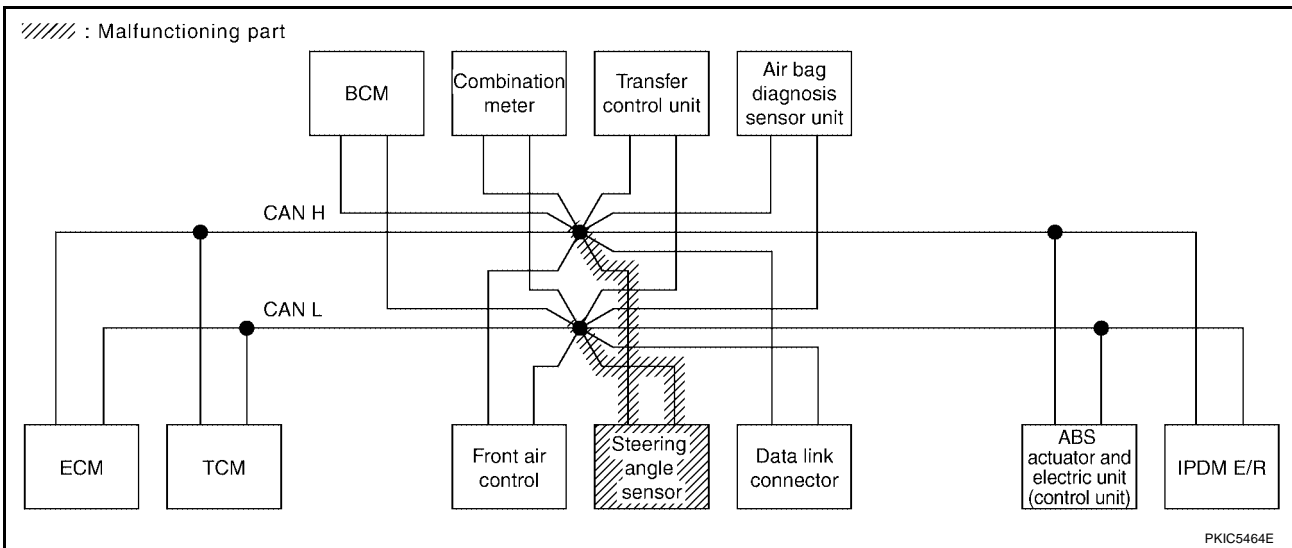 : Malfunctioning part
BCM
Combination
meter
Transfer
control unit
Air bag
diagnosis
sensor unit
CAN H
CAN L
ECM
TCM
Front air
control
Steering
angle
sensor
Data link
connector
ABS
actuator and
electric unit
(control unit)
IPDM E/R
PKIC5464E